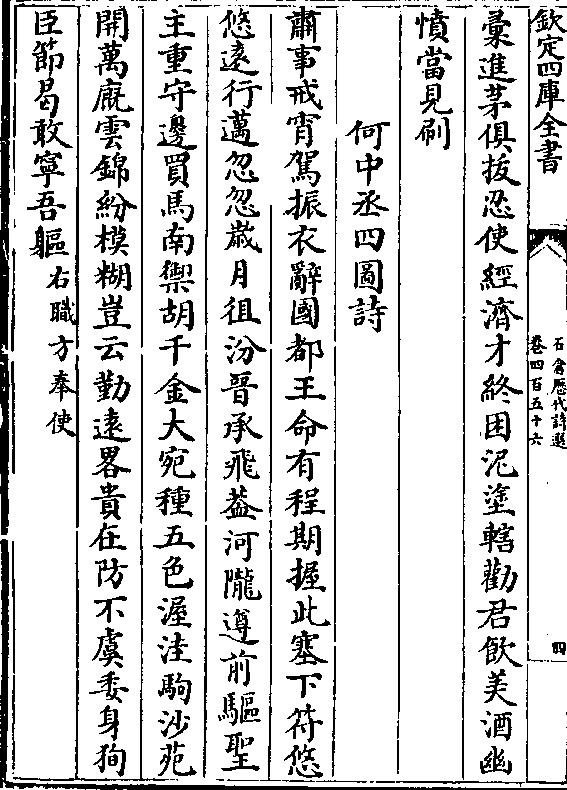 欽定四庫全書
石倉歷代詩選
卷四百五十六
四
彚進茅俱拔忍使經濟才終困泥塗轄勸君飲美酒幽
憤當見刷
何中丞四圖詩
肅事戒宵駕振衣辭國都王命有程期握此塞下符悠
悠遠行邁忽忽歲月徂汾晉承飛葢河隴遵前驅聖
主重守邊買馬南禦胡千金大宛種五色渥洼駒沙苑
開萬廐雲錦紛模糊豈云勤遠畧貴在防不虞委身狥
臣節曷敢寧吾軀右職方奉使